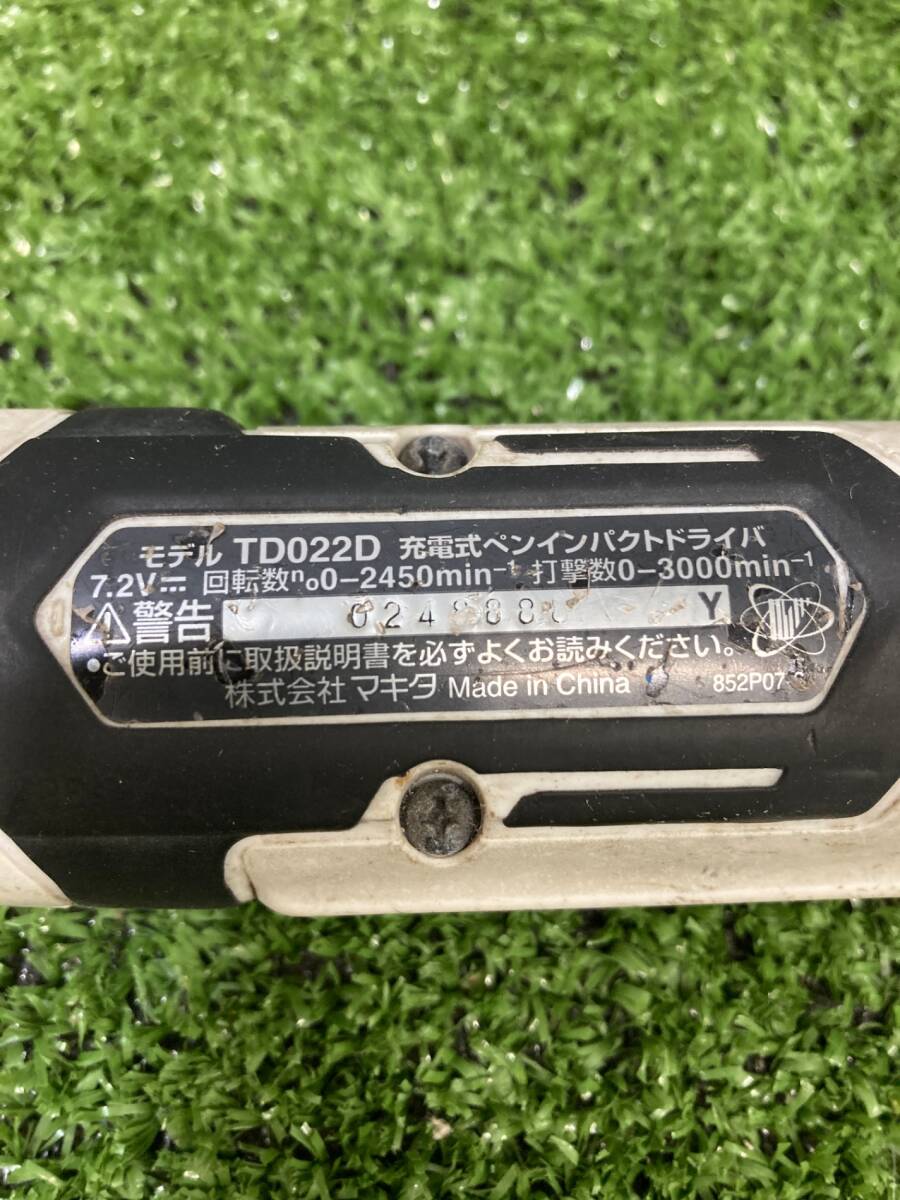 モデル TD022D 充電式ペンインパクトドライバ
7.2V⎓ 回転数n₀0-2450min⁻¹ 打撃数0-3000min⁻¹
⚠警告 Y
•ご使用前に取扱説明書を必ずよくお読みください。
株式会社マキタ Made in China 852P07